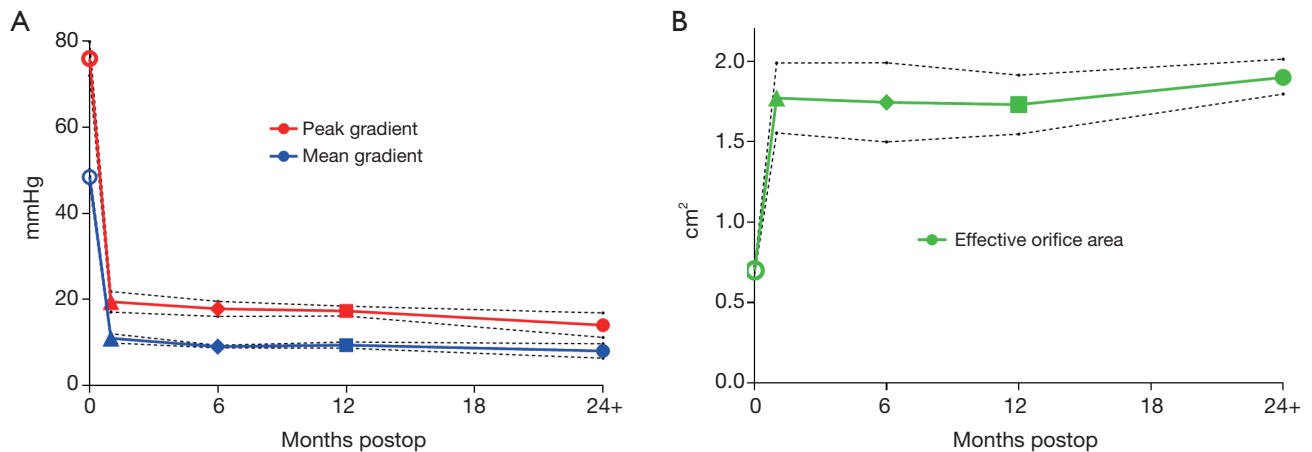 A
80
60
40
20
0
mmHg
Peak gradient
Mean gradient
0 6 12 18 24+
Months postop
B
2.0
1.5
1.0
0.5
0.0
cm²
Effective orifice area
0 6 12 18 24+
Months postop